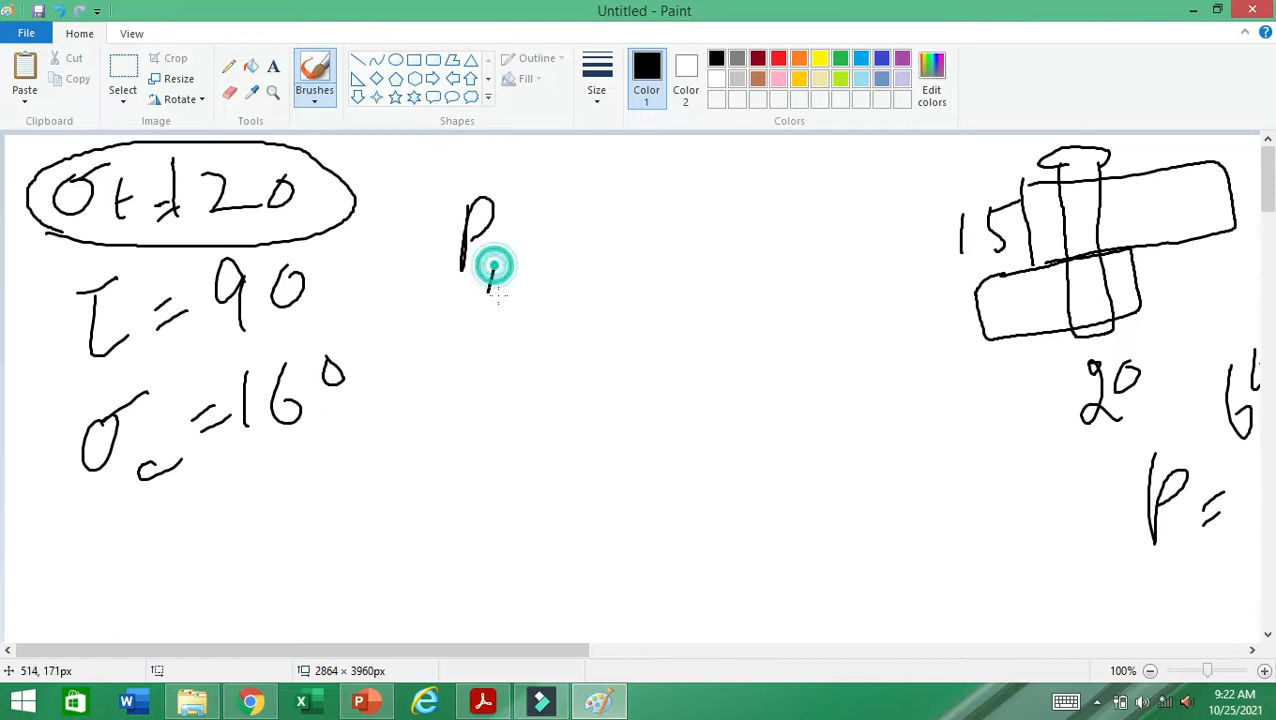 Untitled - Paint
File
Home
View
Paste
Cut
Copy
Clipboard
Select
Crop
Resize
Rotate
Image
Tools
Brushes
Shapes
Outline
Fill
Size
Color 1
Color 2
Edit colors
Colors
σt = 120
τ = 90
σc = 160
P
15
20
P =
514, 171px
2864 × 3960px
100%
9:22 AM
10/25/2021